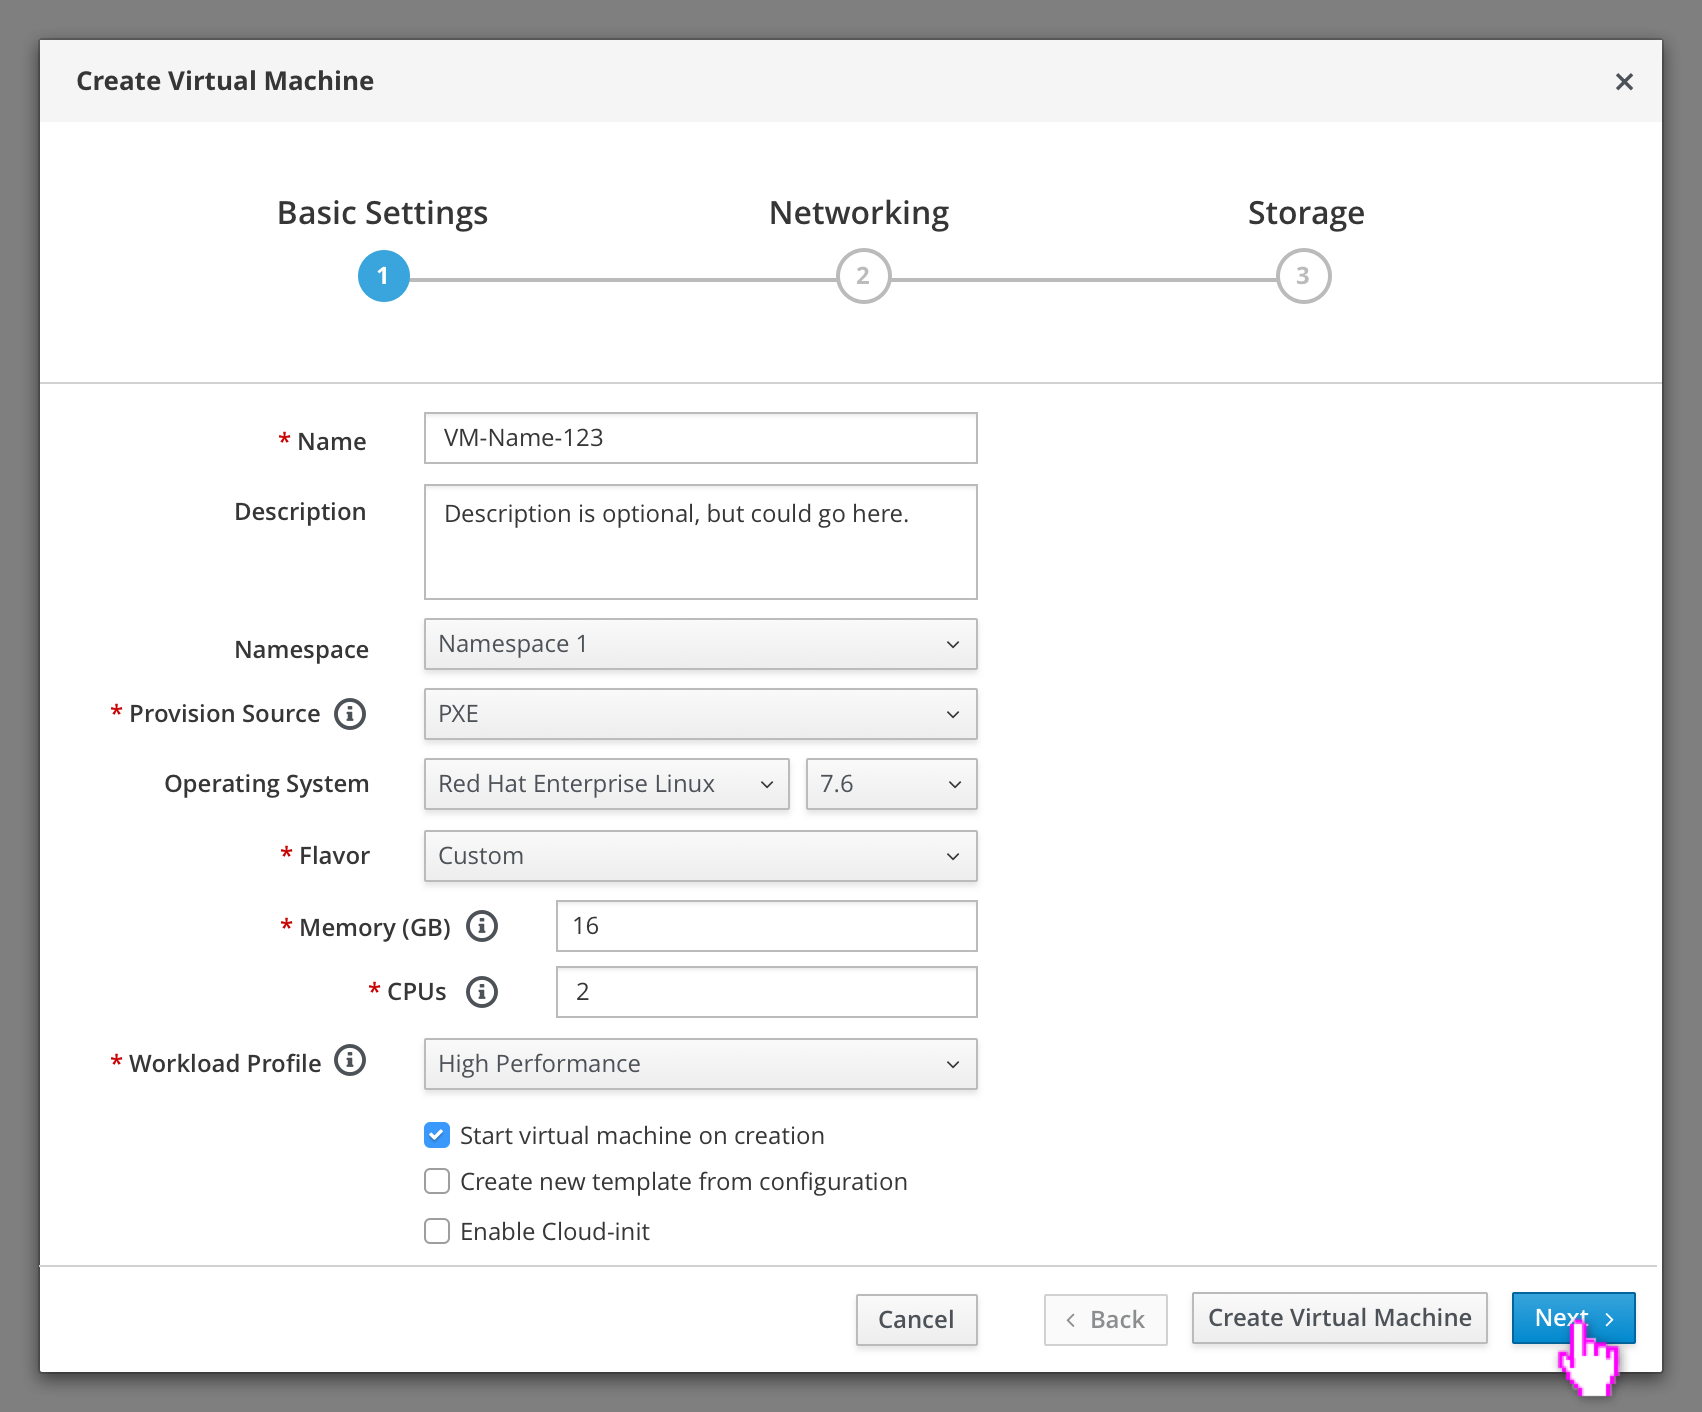 Create Virtual Machine
Basic Settings Networking Storage
1 2 3
* Name VM-Name-123
Description Description is optional, but could go here.
Namespace Namespace 1
* Provision Source PXE
Operating System Red Hat Enterprise Linux 7.6
* Flavor Custom
* Memory (GB) 16
* CPUs 2
* Workload Profile High Performance
Start virtual machine on creation
Create new template from configuration
Enable Cloud-init
Cancel Back Create Virtual Machine Next